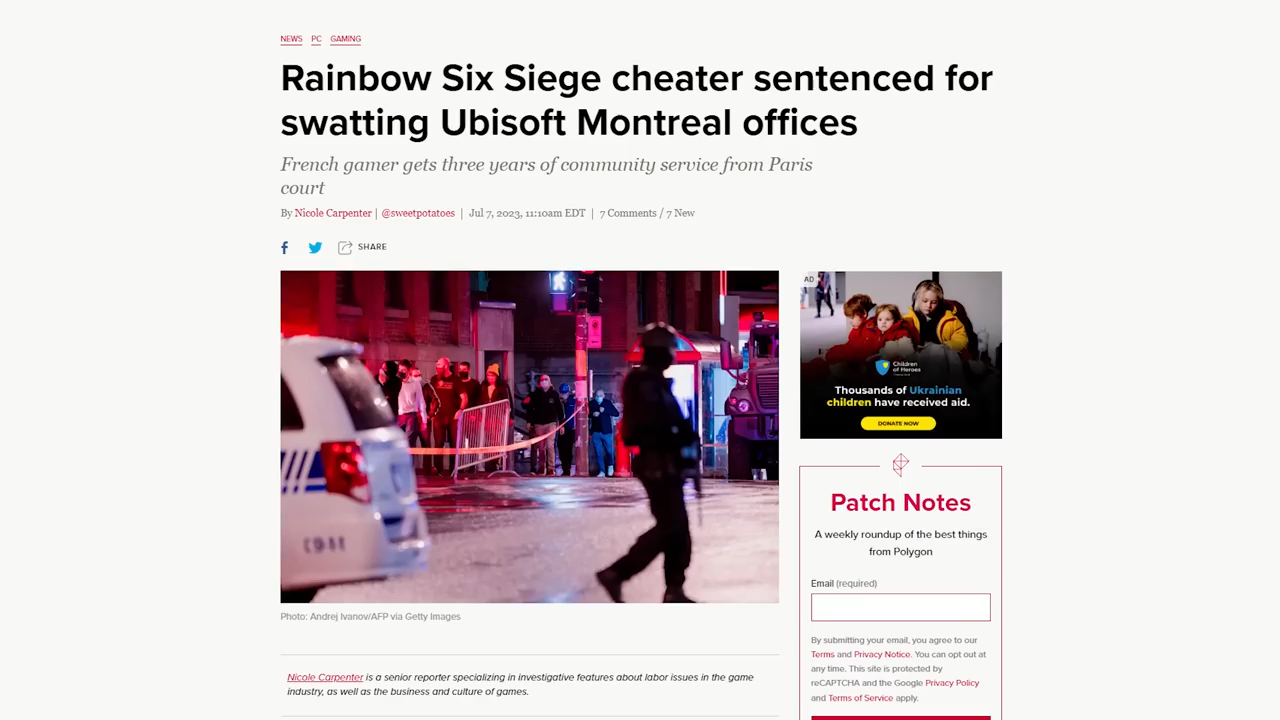 NEWS PC GAMING
Rainbow Six Siege cheater sentenced for
swatting Ubisoft Montreal offices
French gamer gets three years of community service from Paris
court
By Nicole Carpenter | @sweetpotatoes | Jul 7, 2023, 11:10am EDT | 7 Comments / 7 New
SHARE
AD
Children
of Heroes
Thousands of Ukrainian
children have received aid.
DONATE NOW
Patch Notes
A weekly roundup of the best things
from Polygon
Email (required)
By submitting your email, you agree to our
Terms and Privacy Notice. You can opt out at
any time. This site is protected by
reCAPTCHA and the Google Privacy Policy
and Terms of Service apply.
Photo: Andrej Ivanov/AFP via Getty Images
Nicole Carpenter is a senior reporter specializing in investigative features about labor issues in the game
industry, as well as the business and culture of games.